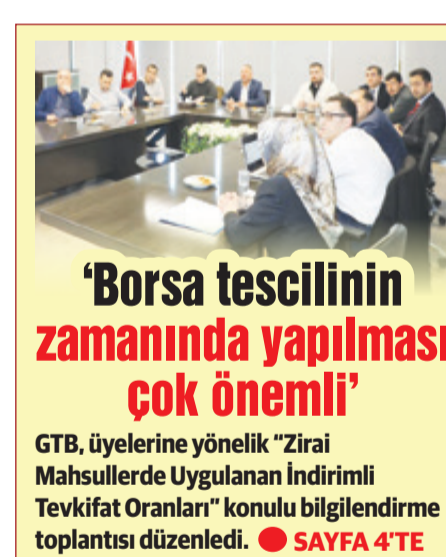 ‘Borsa tescilinin
zamanında yapılması
çok önemli’
GTB, üyelerine yönelik “Zirai
Mahsullerde Uygulanan İndirimli
Tevkifat Oranları” konulu bilgilendirme
toplantısı düzenledi. ● SAYFA 4’TE